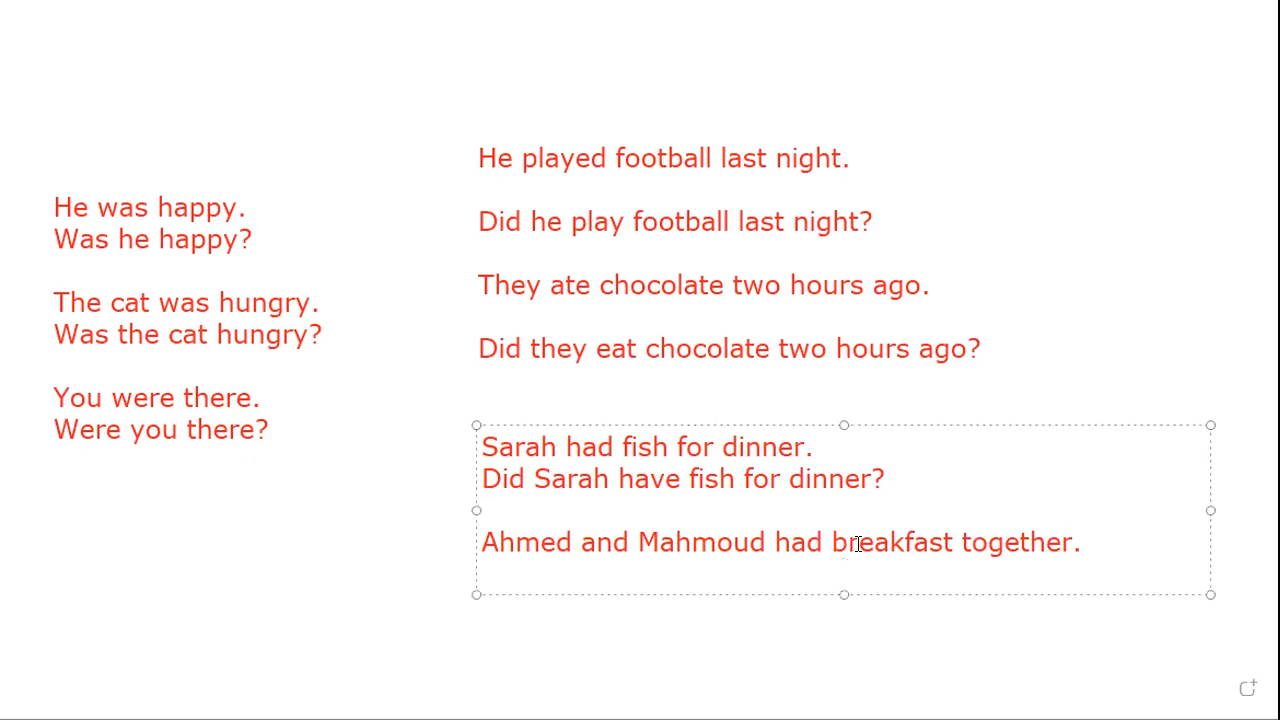 He was happy.
Was he happy?
The cat was hungry.
Was the cat hungry?
You were there.
Were you there?
He played football last night.
Did he play football last night?
They ate chocolate two hours ago.
Did they eat chocolate two hours ago?
Sarah had fish for dinner.
Did Sarah have fish for dinner?
Ahmed and Mahmoud had breakfast together.